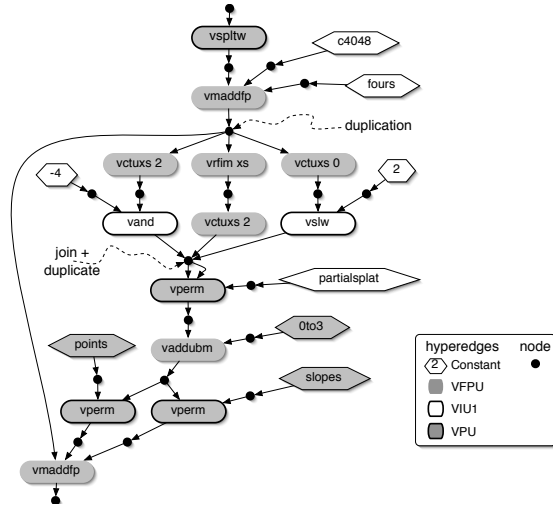 vspltw
c4048
fours
vmaddfp
duplication
vctuxs 2
vrfim xs
vctuxs 0
-4
2
vand
vctuxs 2
vslw
join +
duplicate
vperm
partialsplat
0to3
points
vaddubm
slopes
vperm
vperm
vmaddfp
hyperedges node
2 Constant
VFPU
VIU1
VPU